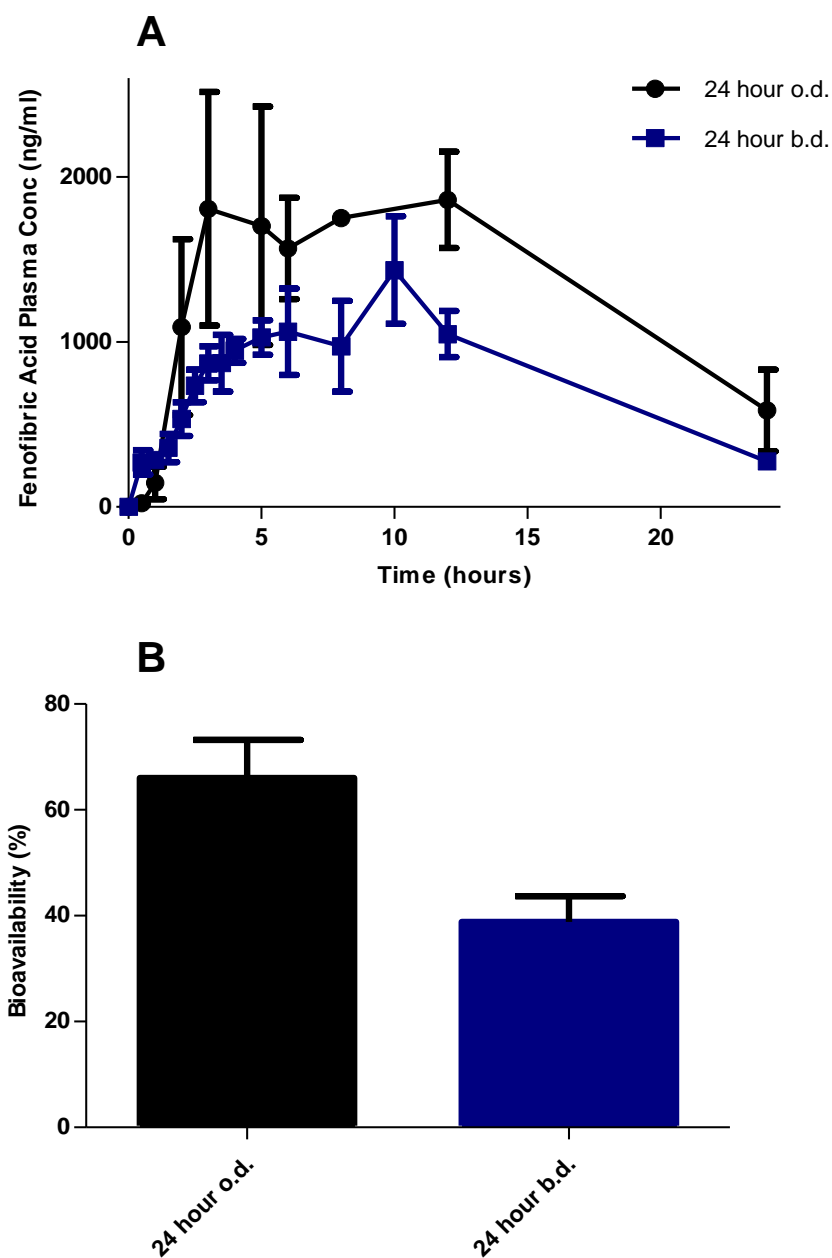 A
24 hour o.d.
24 hour b.d.
Fenofibric Acid Plasma Conc (ng/ml)
2000
1000
0
0 5 10 15 20
Time (hours)
B
Bioavailability (%)
80
60
40
20
0
24 hour o.d.
24 hour b.d.